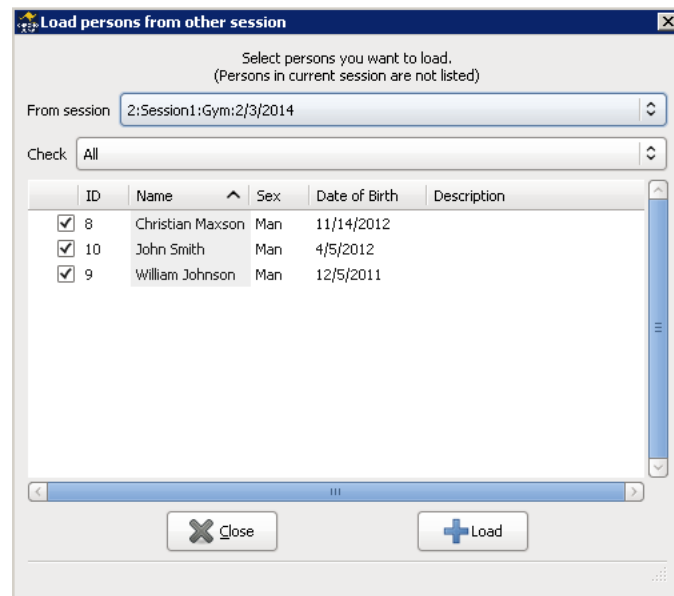 Load persons from other session
Select persons you want to load.
(Persons in current session are not listed)
From session 2:Session1:Gym:2/3/2014
Check All
ID Name Sex Date of Birth Description
8 Christian Maxson Man 11/14/2012
10 John Smith Man 4/5/2012
9 William Johnson Man 12/5/2011
Close Load